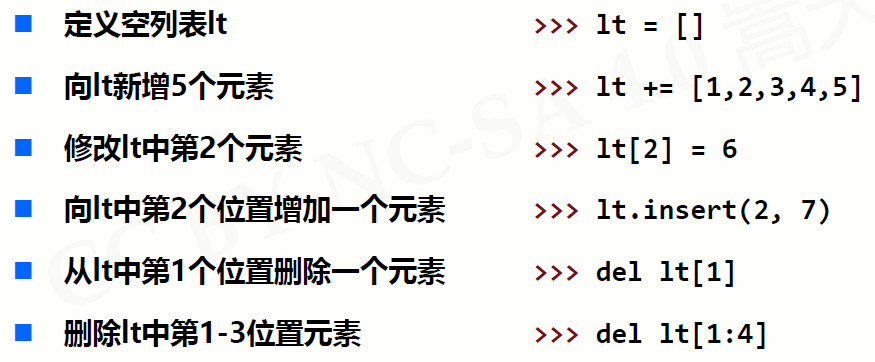 定义空列表lt >>> lt = []
向lt新增5个元素 >>> lt += [1,2,3,4,5]
修改lt中第2个元素 >>> lt[2] = 6
向lt中第2个位置增加一个元素 >>> lt.insert(2, 7)
从lt中第1个位置删除一个元素 >>> del lt[1]
删除lt中第1-3位置元素 >>> del lt[1:4]
CC BY NC-SA 10 嵩天